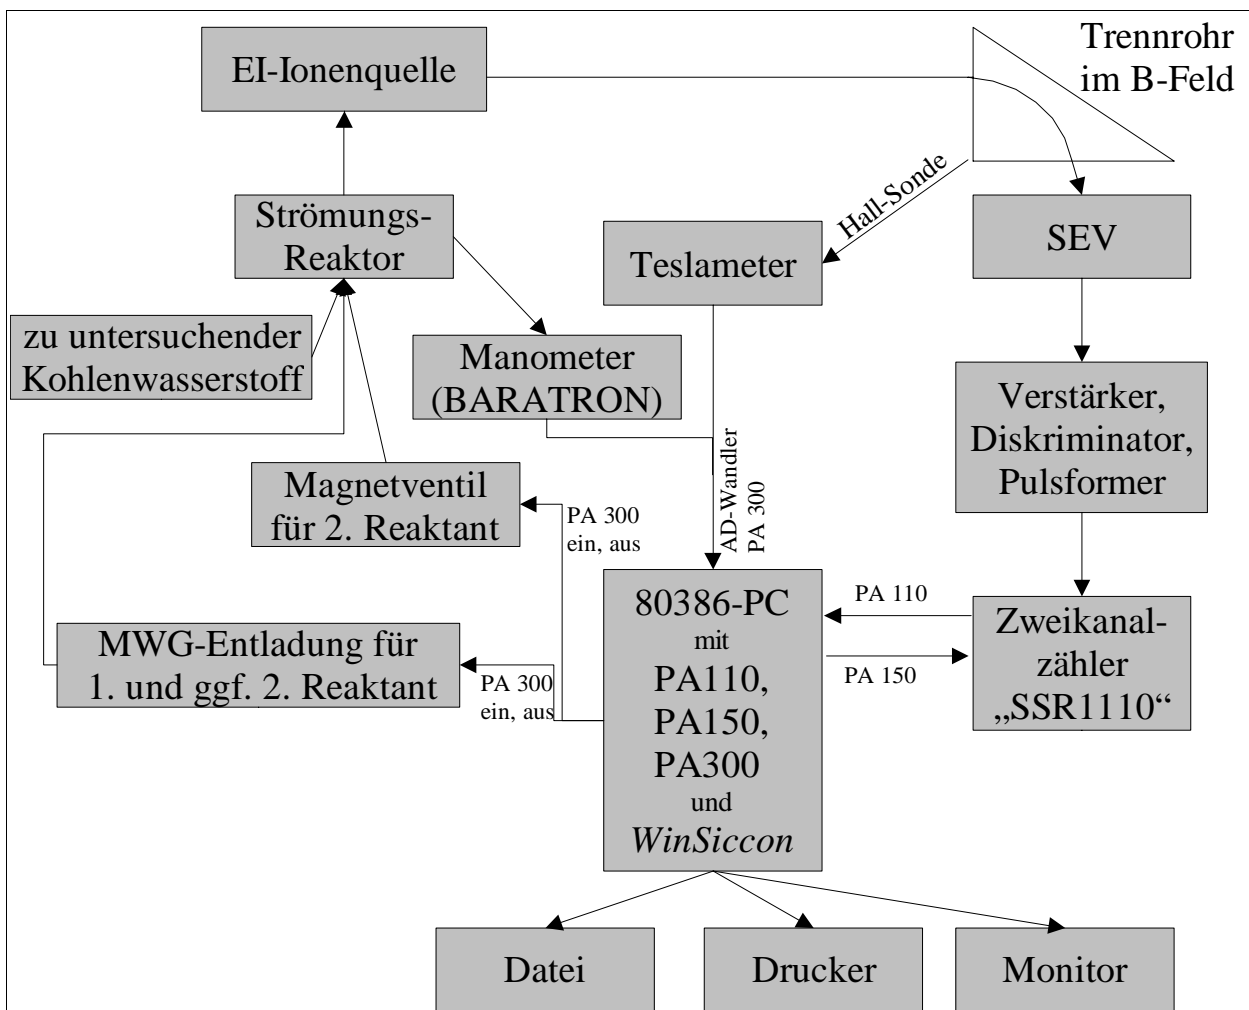 EI-Ionenquelle
Trennrohr
im B-Feld
Strömungs-
Reaktor
Hall-Sonde
Teslameter
SEV
zu untersuchender
Kohlenwasserstoff
Manometer
(BARATRON)
Verstärker,
Diskriminator,
Pulsformer
Magnetventil
für 2. Reaktant
PA 300
ein, aus
AD-Wandler
PA 300
80386-PC
mit
PA110,
PA150,
PA300
und
WinSiccon
PA 110
PA 150
Zweikanal-
zähler
„SSR1110“
MWG-Entladung für
1. und ggf. 2. Reaktant
PA 300
ein, aus
Datei
Drucker
Monitor